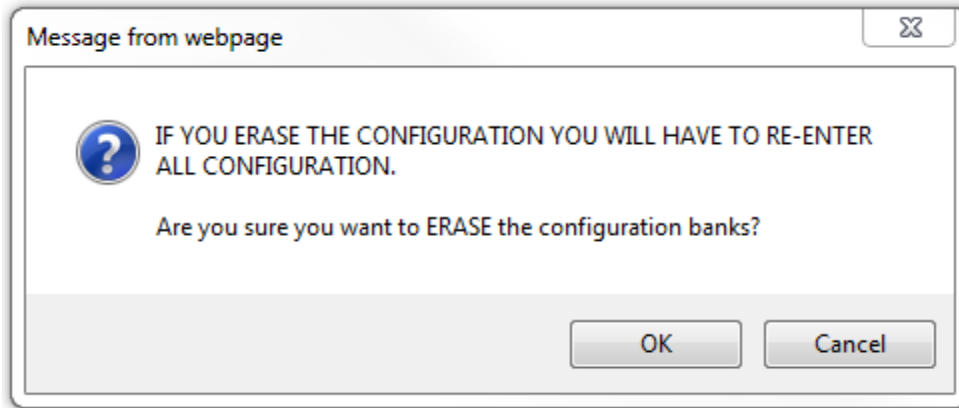 Message from webpage
IF YOU ERASE THE CONFIGURATION YOU WILL HAVE TO RE-ENTER
ALL CONFIGURATION.
Are you sure you want to ERASE the configuration banks?
OK
Cancel